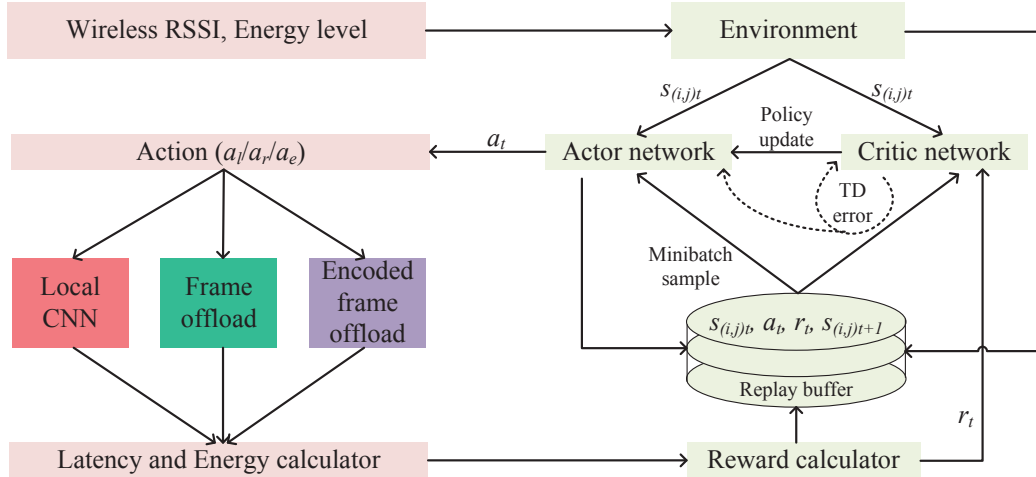 Wireless RSSI, Energy level
Environment
s(i,j)t
s(i,j)t
Policy
update
Action (al/ar/ae)
at
Actor network
Critic network
TD
error
Minibatch
sample
Local
CNN
Frame
offload
Encoded
frame
offload
s(i,j)t, at, rt, s(i,j)t+1
Replay buffer
rt
Latency and Energy calculator
Reward calculator